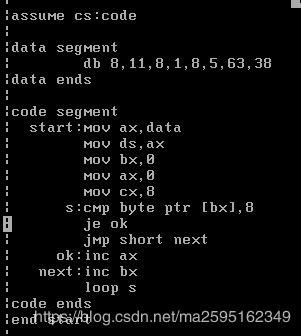 assume cs:code
data segment
db 8,11,8,1,8,5,63,38
data ends
code segment
start:mov ax,data
mov ds,ax
mov bx,0
mov ax,0
mov cx,8
s:cmp byte ptr [bx],8
je ok
jmp short next
ok:inc ax
next:inc bx
loop s
code ends
end start
https://blog.csdn.net/ma2595162349